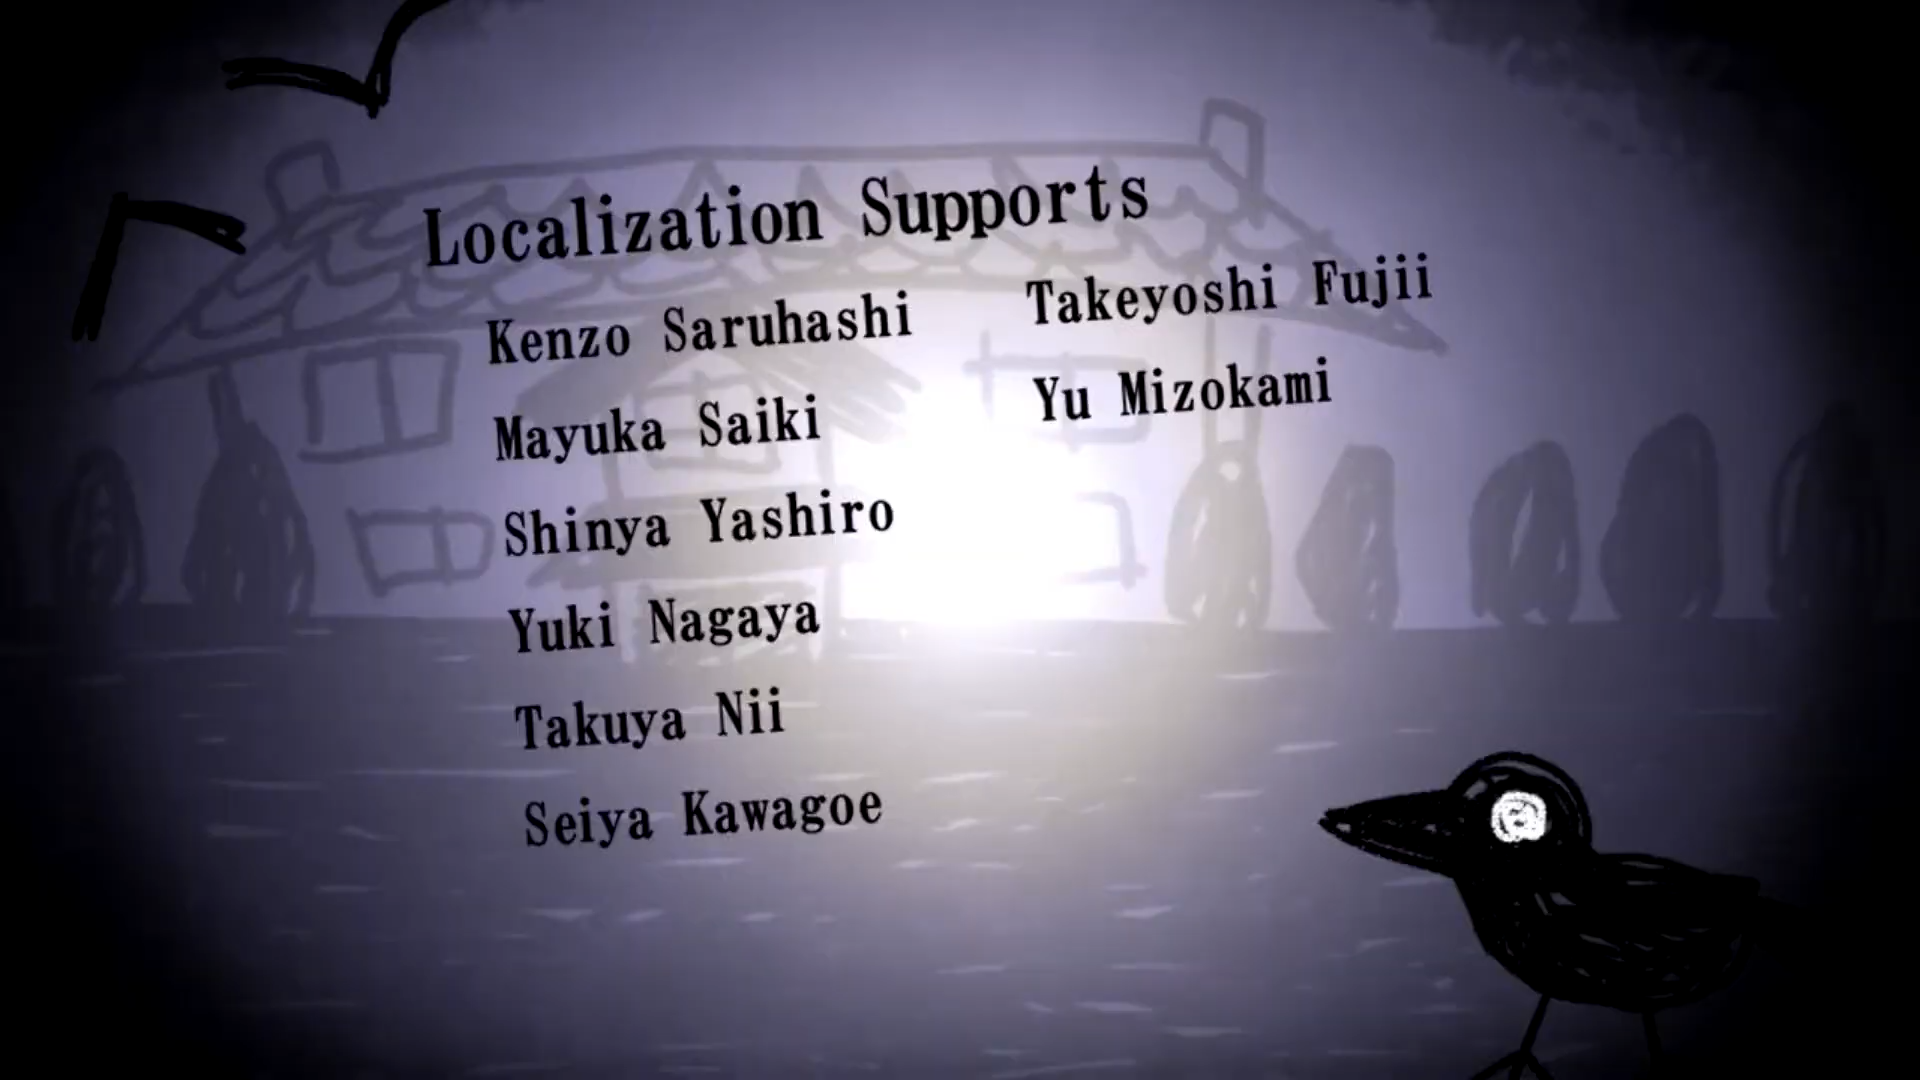 Localization Supports
Kenzo Saruhashi
Mayuka Saiki
Shinya Yashiro
Yuki Nagaya
Takuya Nii
Seiya Kawagoe
Takeyoshi Fujii
Yu Mizokami